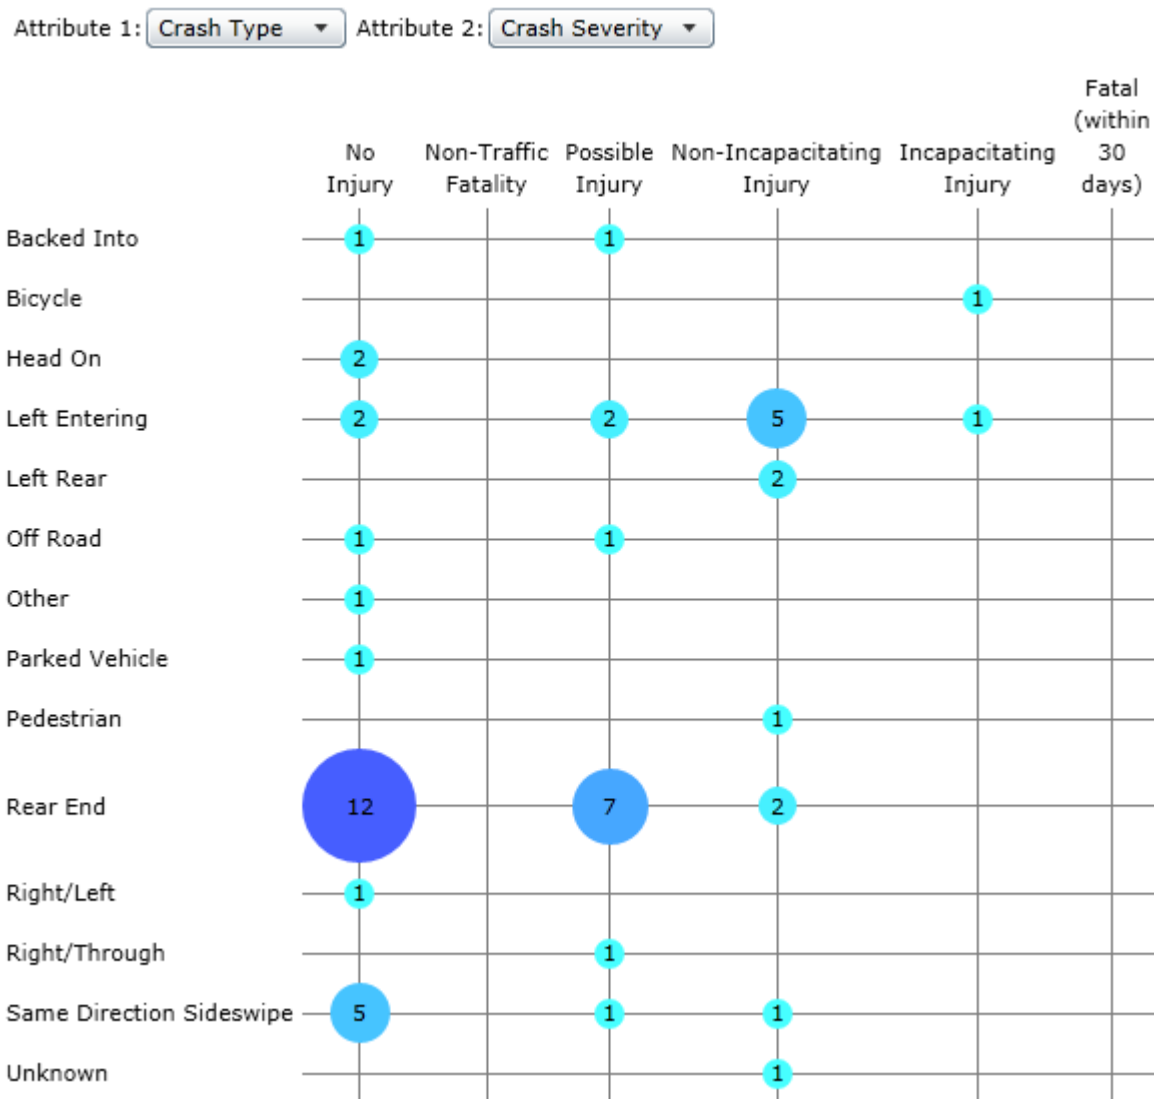 Attribute 1: Crash Type Attribute 2: Crash Severity
Fatal
(within
No Non-Traffic Possible Non-Incapacitating Incapacitating 30
Injury Fatality Injury Injury Injury days)
Backed Into 1 1
Bicycle 1
Head On 2
Left Entering 2 2 5 1
Left Rear 2
Off Road 1 1
Other 1
Parked Vehicle 1
Pedestrian 1
Rear End 12 7 2
Right/Left 1
Right/Through 1
Same Direction Sideswipe 5 1 1
Unknown 1